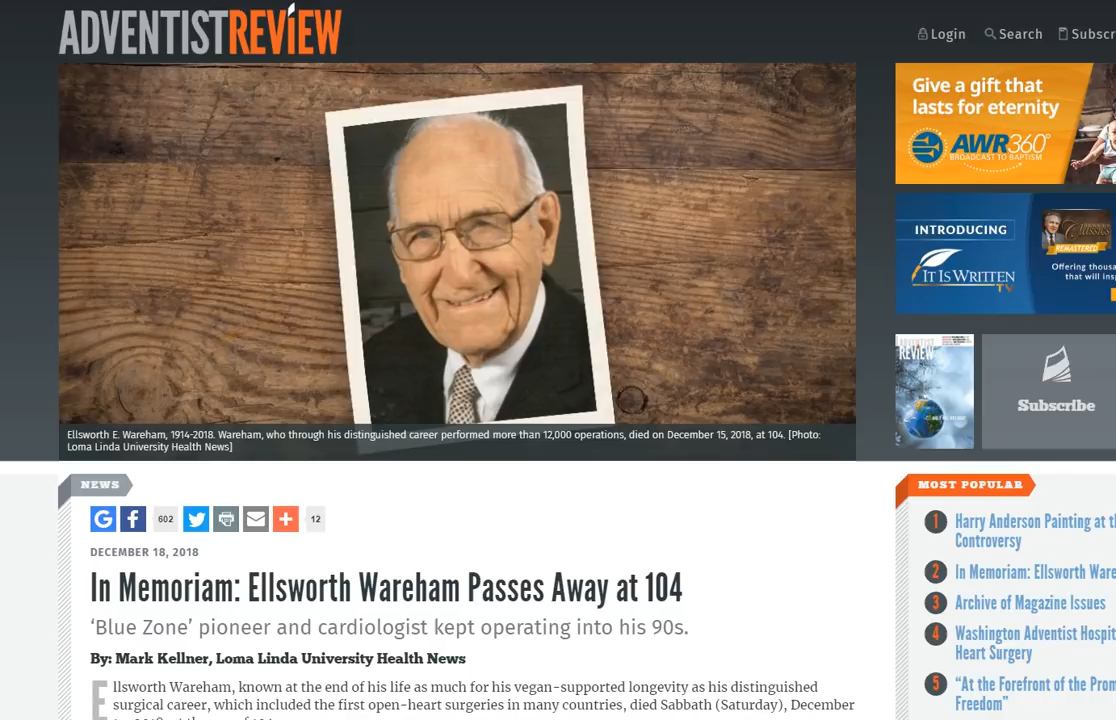 ADVENTISTREVIEW
Login
Search
Ellsworth E. Wareham, 1914-2018. Wareham, who through his distinguished career performed more than 12,000 operations, died on December 15, 2018, at 104. [Photo:
Loma Linda University Health News]
NEWS
602
12
DECEMBER 18, 2018
In Memoriam: Ellsworth Wareham Passes Away at 104
‘Blue Zone’ pioneer and cardiologist kept operating into his 90s.
By: Mark Kellner, Loma Linda University Health News
Ellsworth Wareham, known at the end of his life as much for his vegan-supported longevity as his distinguished
surgical career, which included the first open-heart surgeries in many countries, died Sabbath (Saturday), December
Give a gift that
lasts for eternity
AWR360°
BROADCAST TO BAPTISM
INTRODUCING
IT IS WRITTEN
TV
Classics
REMASTERED
Offering
that will
REVIEW
Subscribe
MOST POPULAR
1 Harry Anderson Painting at
Controversy
2 In Memoriam: Ellsworth
3 Archive of Magazine Issues
4 Washington Adventist
Heart Surgery
5 “At the Forefront of the
Freedom”